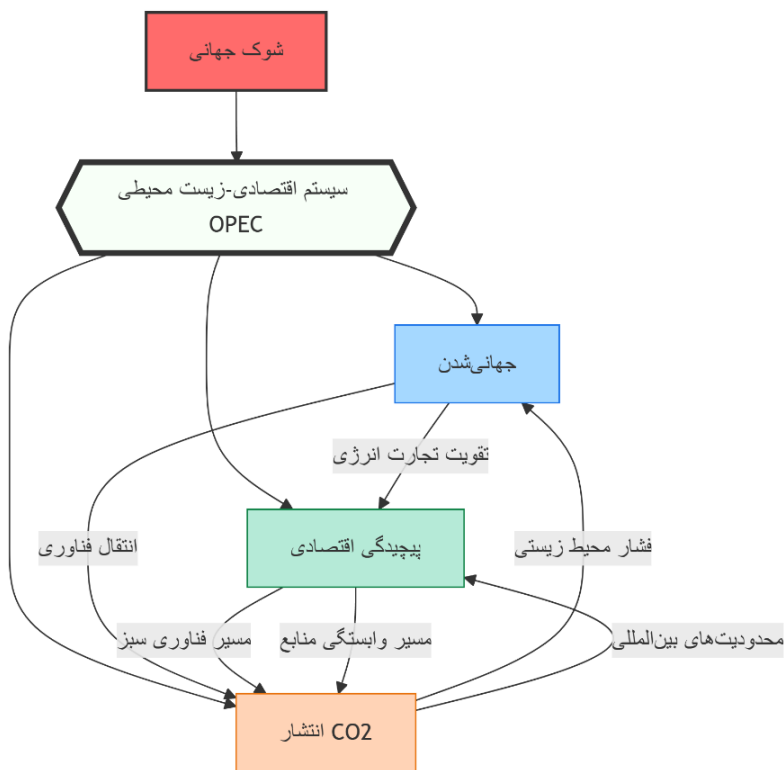 شوک جهانی
سیستم اقتصادی-زیست محیطی
OPEC
جهانی‌شدن
تقویت تجارت انرژی
انتقال فناوری
پیچیدگی اقتصادی
فشار محیط زیستی
مسیر فناوری سبز
مسیر وابستگی منابع
محدودیت‌های بین‌المللی
انتشار CO2